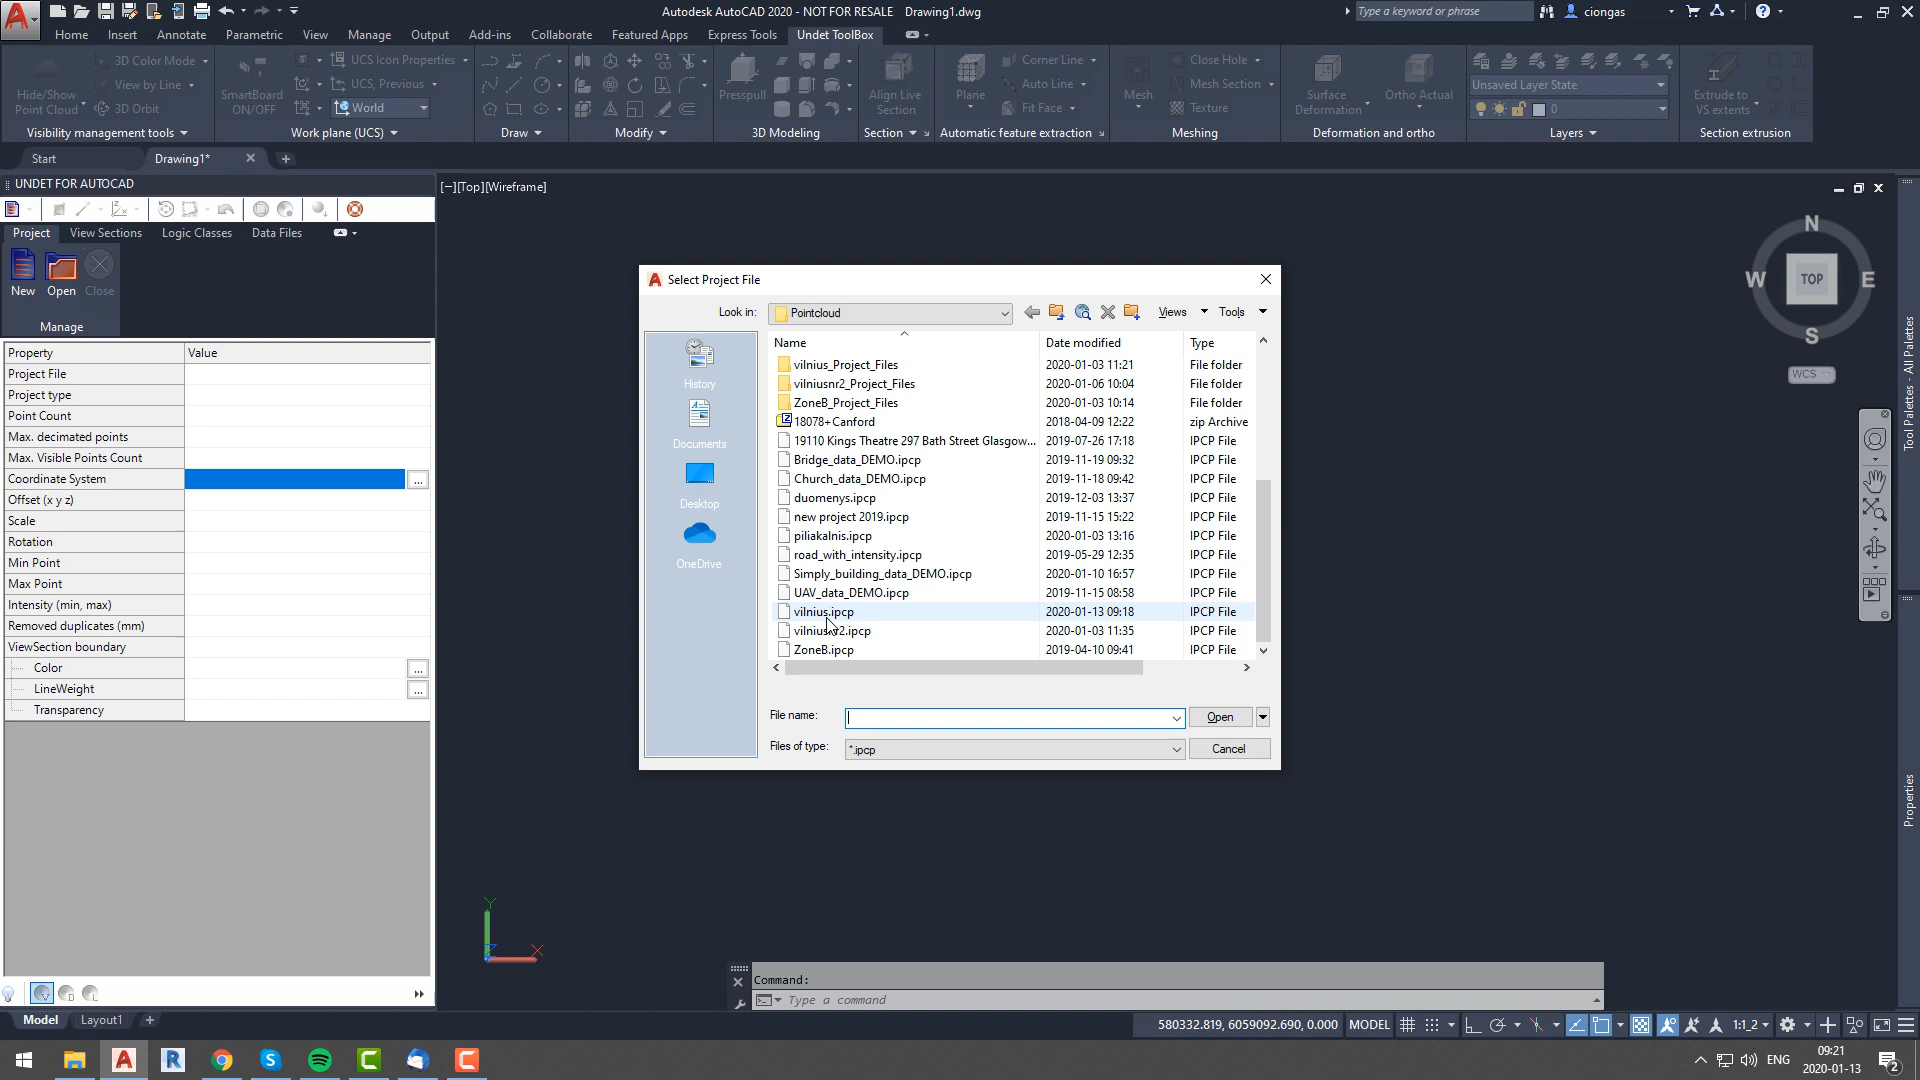 Autodesk AutoCAD 2020 - NOT FOR RESALE Drawing1.dwg
Type a keyword or phrase
ciongas
Home Insert Annotate Parametric View Manage Output Add-ins Collaborate Featured Apps Express Tools Undet ToolBox
3D Color Mode
View by Line
3D Orbit
Hide/Show
Point Cloud
Visibility management tools
SmartBoard
ON/OFF
UCS Icon Properties
UCS, Previous
World
Work plane (UCS)
Draw
Modify
Presspull
3D Modeling
Align Live
Section
Section
Plane
Corner Line
Auto Line
Fit Face
Automatic feature extraction
Mesh
Ghost Hole
Mesh Section
Texture
Meshing
Surface
Deformation
Ortho Actual
Deformation and ortho
Unsaved Layer State
0
Layers
Extrude to
VS extents
Section extrusion
Start
Drawing1*
UNDET FOR AUTOCAD
[−][Top][Wireframe]
Project View Sections Logic Classes Data Files
New Open Close
Manage
Property Value
Project File
Project type
Point Count
Max. decimated points
Max. Visible Points Count
Coordinate System
...
Offset (x y z)
Scale
Rotation
Min Point
Max Point
Intensity (min, max)
Removed duplicates (mm)
ViewSection boundary
Color
...
LineWeight
...
Transparency
Select Project File
Look in: Pointcloud
Views Tools
History
Documents
Desktop
OneDrive
Name Date modified Type
vilnius_Project_Files 2020-01-03 11:21 File folder
vilniusnr2_Project_Files 2020-01-06 10:04 File folder
ZoneB_Project_Files 2020-01-03 10:14 File folder
18078+Canford 2018-04-09 12:22 zip Archive
19110 Kings Theatre 297 Bath Street Glasgow... 2019-07-26 17:18 IPCP File
Bridge_data_DEMO.ipcp 2019-11-19 09:32 IPCP File
Church_data_DEMO.ipcp 2019-11-18 09:42 IPCP File
duomenys.ipcp 2019-12-03 13:37 IPCP File
new project 2019.ipcp 2019-11-15 15:22 IPCP File
piliakalnis.ipcp 2020-01-03 13:16 IPCP File
road_with_intensity.ipcp 2019-05-29 12:35 IPCP File
Simply_building_data_DEMO.ipcp 2020-01-10 16:57 IPCP File
UAV_data_DEMO.ipcp 2019-11-15 08:58 IPCP File
vilnius.ipcp 2020-01-13 09:18 IPCP File
2020-01-03 11:35 IPCP File
ZoneB.ipcp 2019-04-10 09:41 IPCP File
File name:
Open
Files of type: *.ipcp
Cancel
N
W TOP E
S
WCS
Tool Palettes - All Palettes
Properties
Y
X
Command:
Type a command
Model Layout1
580332.819, 6059092.690, 0.000 MODEL
1:1_2
ENG
09:21
2020-01-13
2